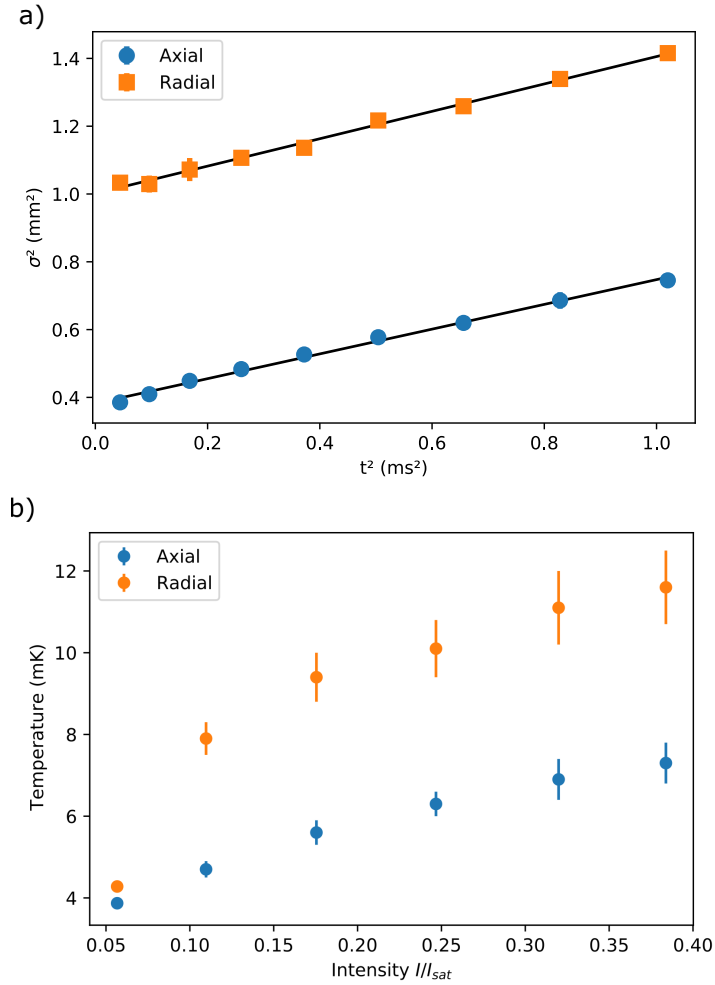 a)
Axial
Radial
1.4
1.2
1.0
0.8
0.6
0.4
σ² (mm²)
0.0 0.2 0.4 0.6 0.8 1.0
t² (ms²)
b)
Axial
Radial
12
10
8
6
4
Temperature (mK)
0.05 0.10 0.15 0.20 0.25 0.30 0.35 0.40
Intensity I/I_sat